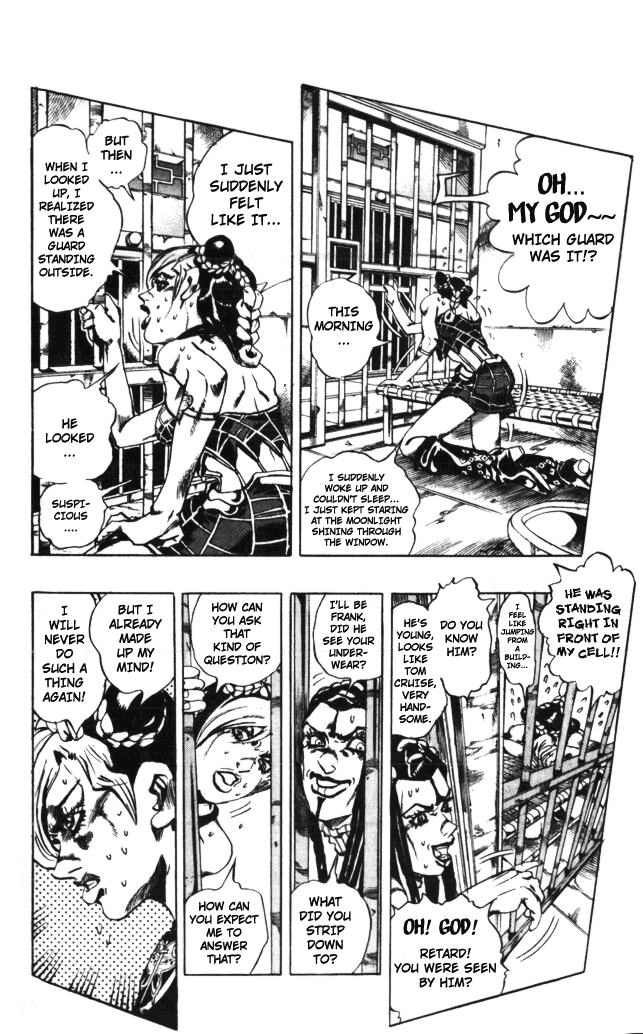 OH...
MY GOD~~
WHICH GUARD
WAS IT!?
THIS
MORNING
...
I SUDDENLY
WOKE UP AND
COULDN'T SLEEP...
I JUST KEPT STARING
AT THE MOONLIGHT
SHINING THROUGH
THE WINDOW.
I JUST
SUDDENLY
FELT
LIKE IT...
BUT
THEN
...
WHEN I
LOOKED
UP, I
REALIZED
THERE
WAS A
GUARD
STANDING
OUTSIDE.
HE
LOOKED
...
SUSPI-
CIOUS
....
HE WAS
STANDING
RIGHT IN
FRONT OF
MY CELL!!
I
FEEL
LIKE
JUMPING
FROM
A
BUILD-
ING...
DO YOU
KNOW
HIM?
HE'S
YOUNG,
LOOKS
LIKE
TOM
CRUISE,
VERY
HAND-
SOME.
OH! GOD!
RETARD!
YOU WERE SEEN
BY HIM?
I'LL BE
FRANK,
DID HE
SEE YOUR
UNDER-
WEAR?
WHAT
DID YOU
STRIP
DOWN
TO?
HOW CAN
YOU ASK
THAT
KIND OF
QUESTION?
HOW CAN
YOU EXPECT
ME TO
ANSWER
THAT?
BUT I
ALREADY
MADE
UP MY
MIND!
I
WILL
NEVER
DO
SUCH A
THING
AGAIN!